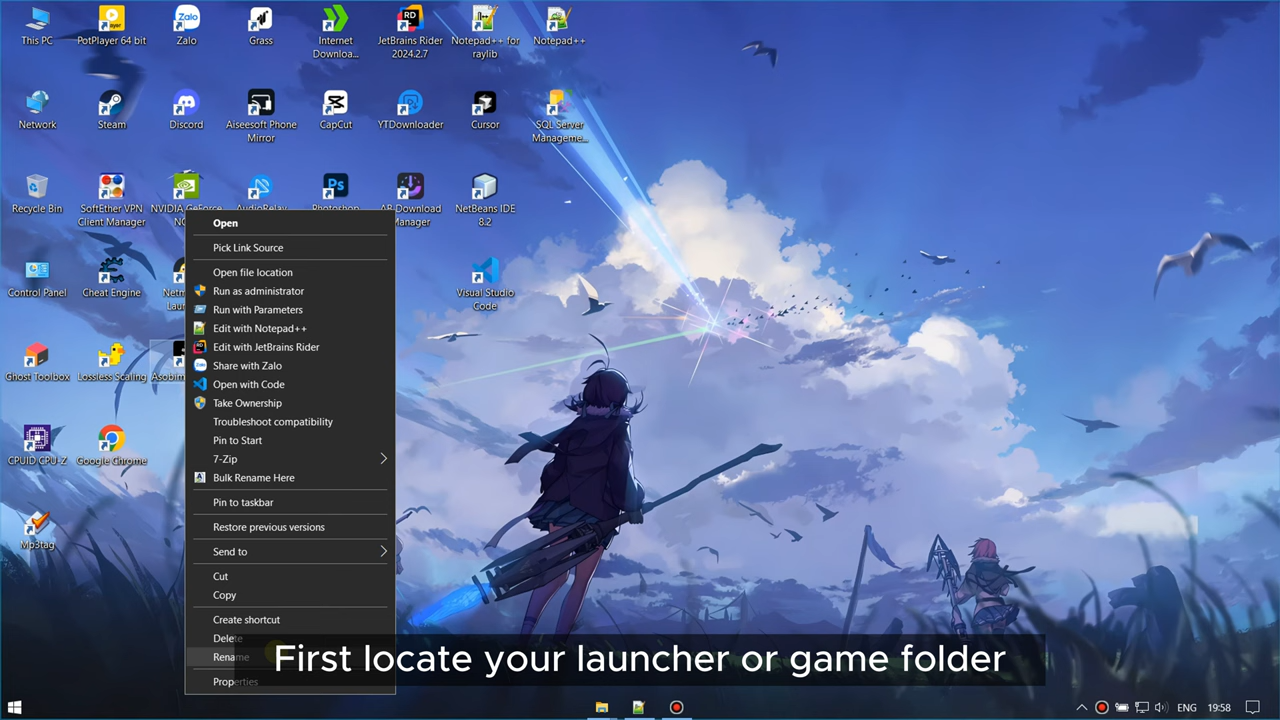 This PC
PotPlayer 64 bit
Zalo
Grass
Internet
Downloa...
JetBrains Rider
2024.2.7
Notepad++ for
raylib
Notepad++
Network
Steam
Discord
Aiseesoft Phone
Mirror
CapCut
YTDownloader
Cursor
SQL Server
Manageme...
Recycle Bin
SoftEther VPN
Client Manager
NVIDIA GeForce
AudioRelay
Photoshop
AB Download
Manager
NetBeans IDE
8.2
Control Panel
Cheat Engine
Visual Studio
Code
Ghost Toolbox
Lossless Scaling
CPUID CPU-Z
Google Chrome
Mp3tag
Open
Pick Link Source
Open file location
Run as administrator
Run with Parameters
Edit with Notepad++
Edit with JetBrains Rider
Share with Zalo
Open with Code
Take Ownership
Troubleshoot compatibility
Pin to Start
7-Zip
Bulk Rename Here
Pin to taskbar
Restore previous versions
Send to
Cut
Copy
Create shortcut
Delete
Rename
Properties
First locate your launcher or game folder
ENG
19:58